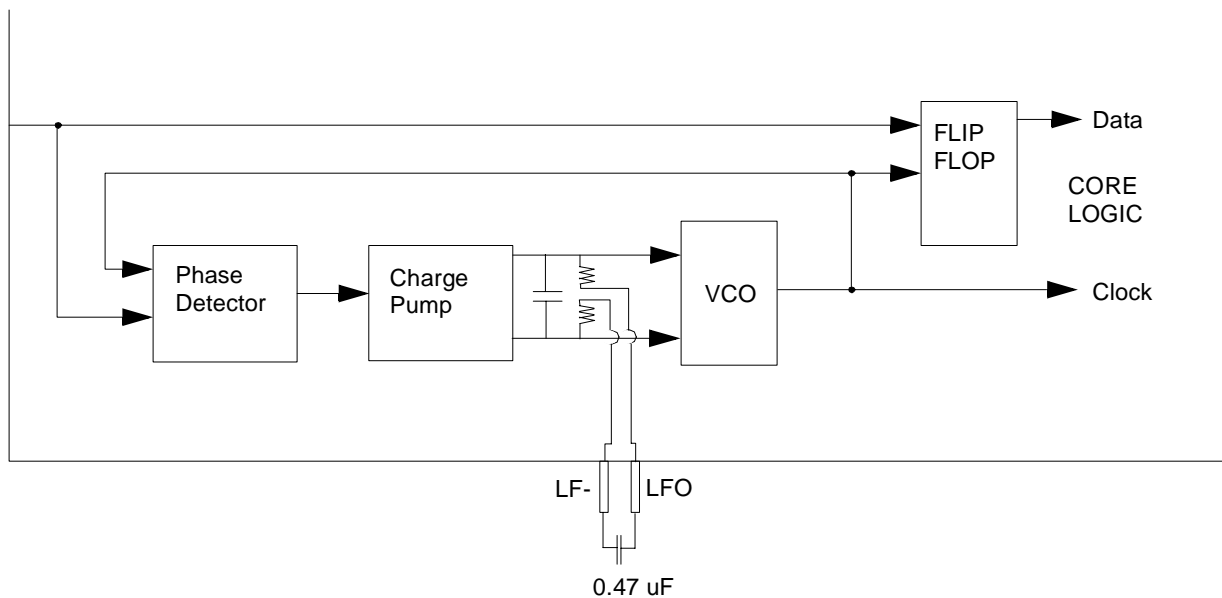 FLIP
FLOP
Data
CORE
LOGIC
Phase
Detector
Charge
Pump
VCO
Clock
LF-
LFO
0.47 uF